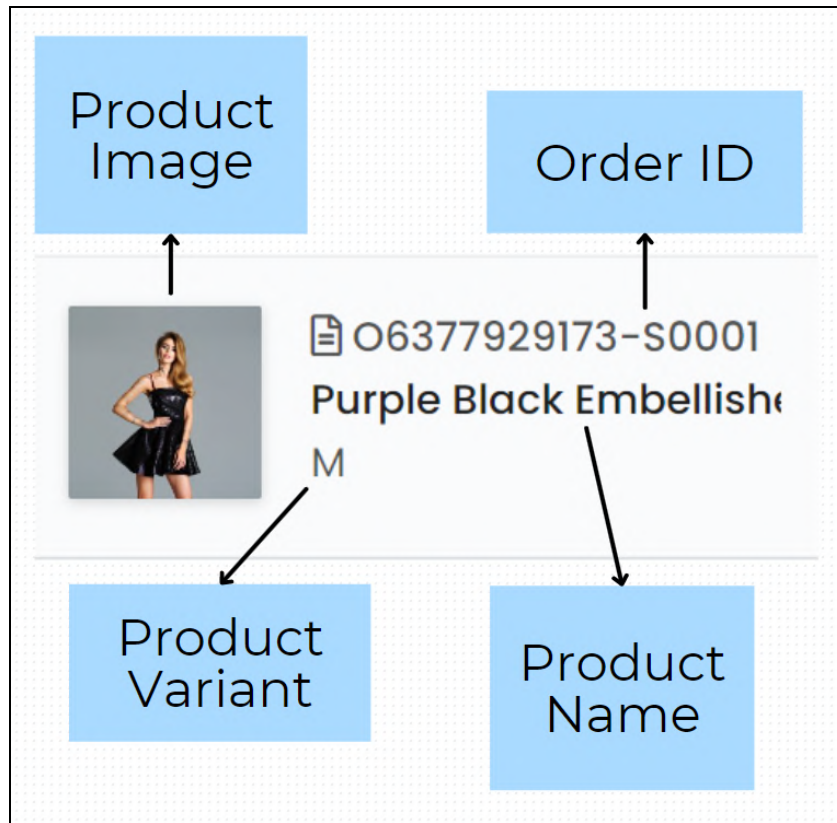 Product
Image
Order ID
O6377929173-S0001
Purple Black Embellishe
M
Product
Variant
Product
Name